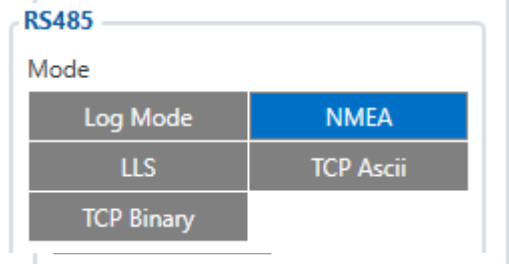 RS485
Mode
Log Mode NMEA
LLS TCP Ascii
TCP Binary